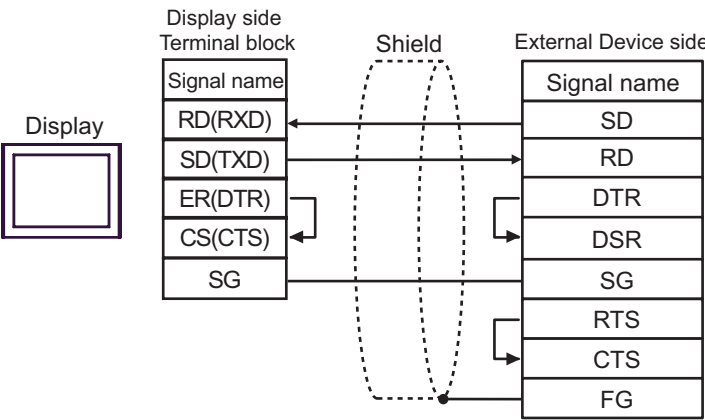 Display side
Terminal block
Shield
External Device side
Signal name
Signal name
Display
RD(RXD)
SD
SD(TXD)
RD
ER(DTR)
DTR
CS(CTS)
DSR
SG
SG
RTS
CTS
FG